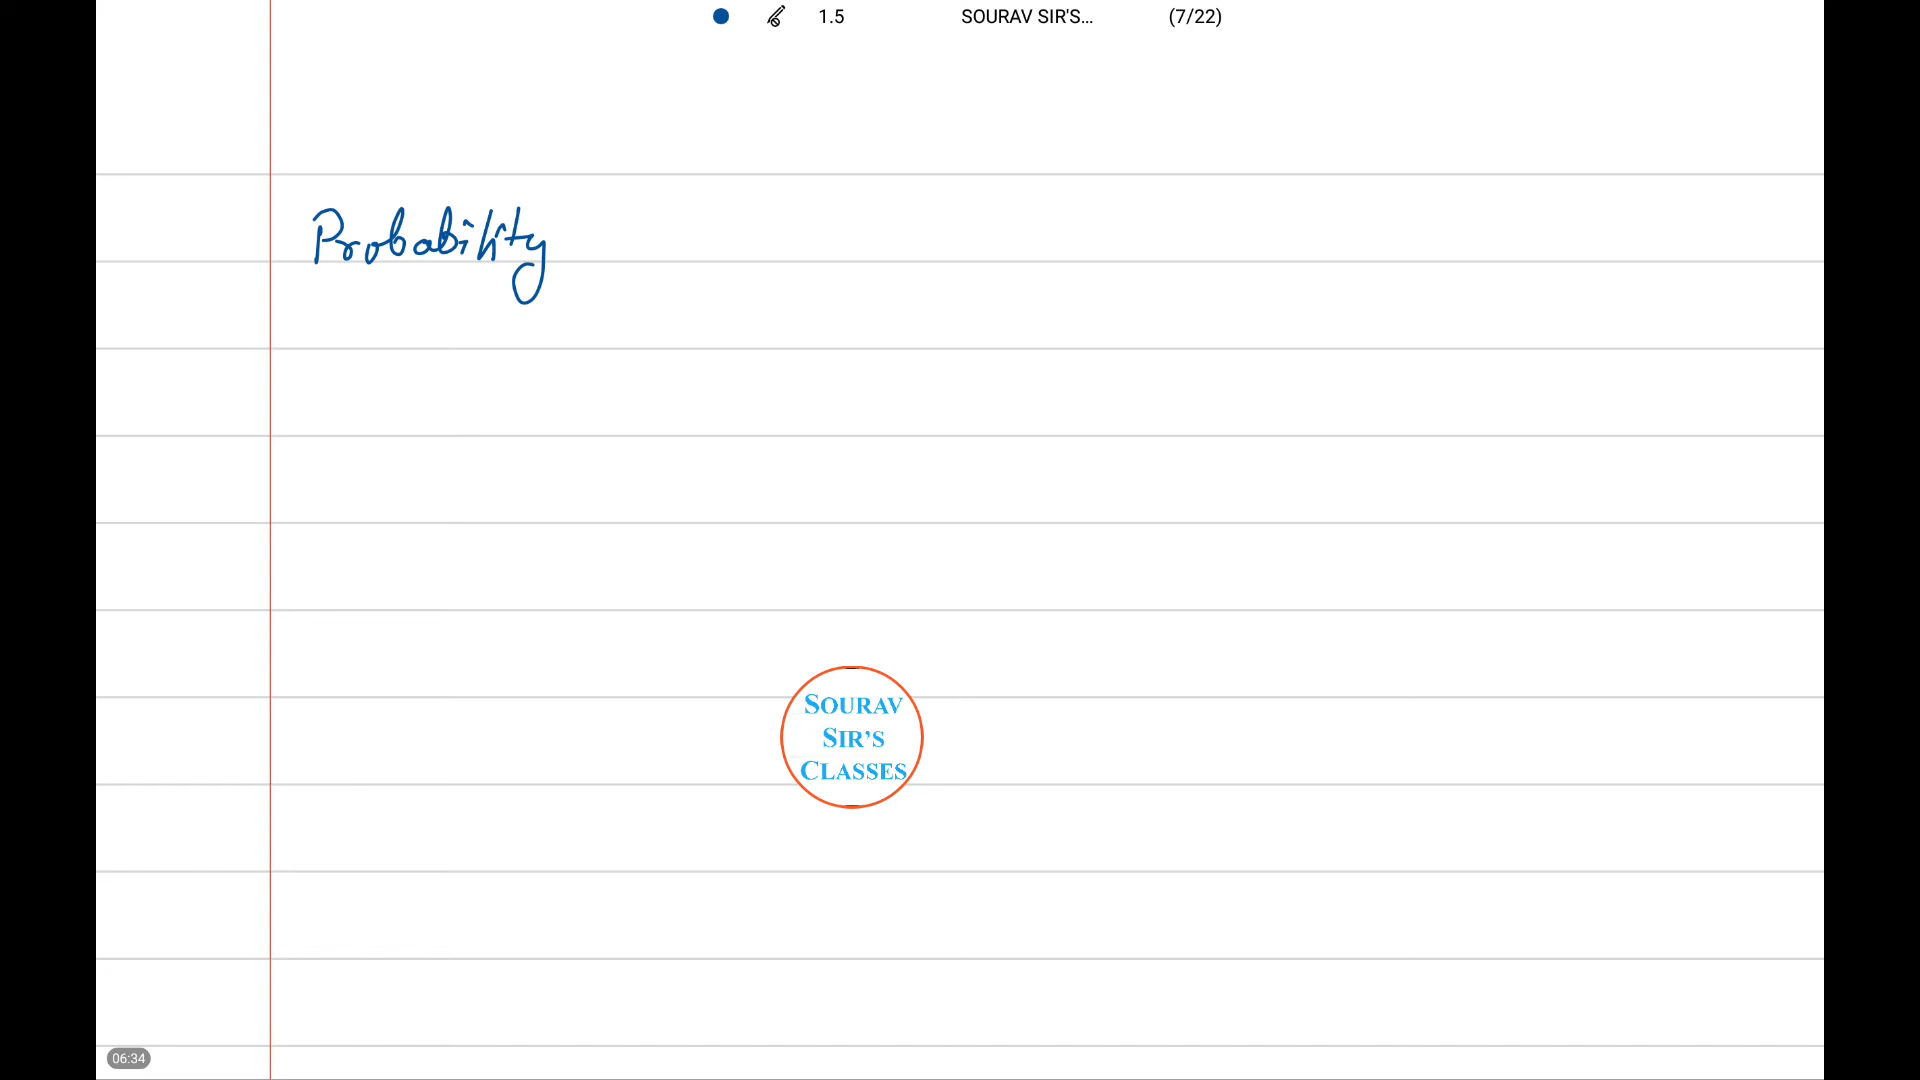 1.5 SOURAV SIR'S... (7/22)
Probability
SOURAV
SIR'S
CLASSES
06:34